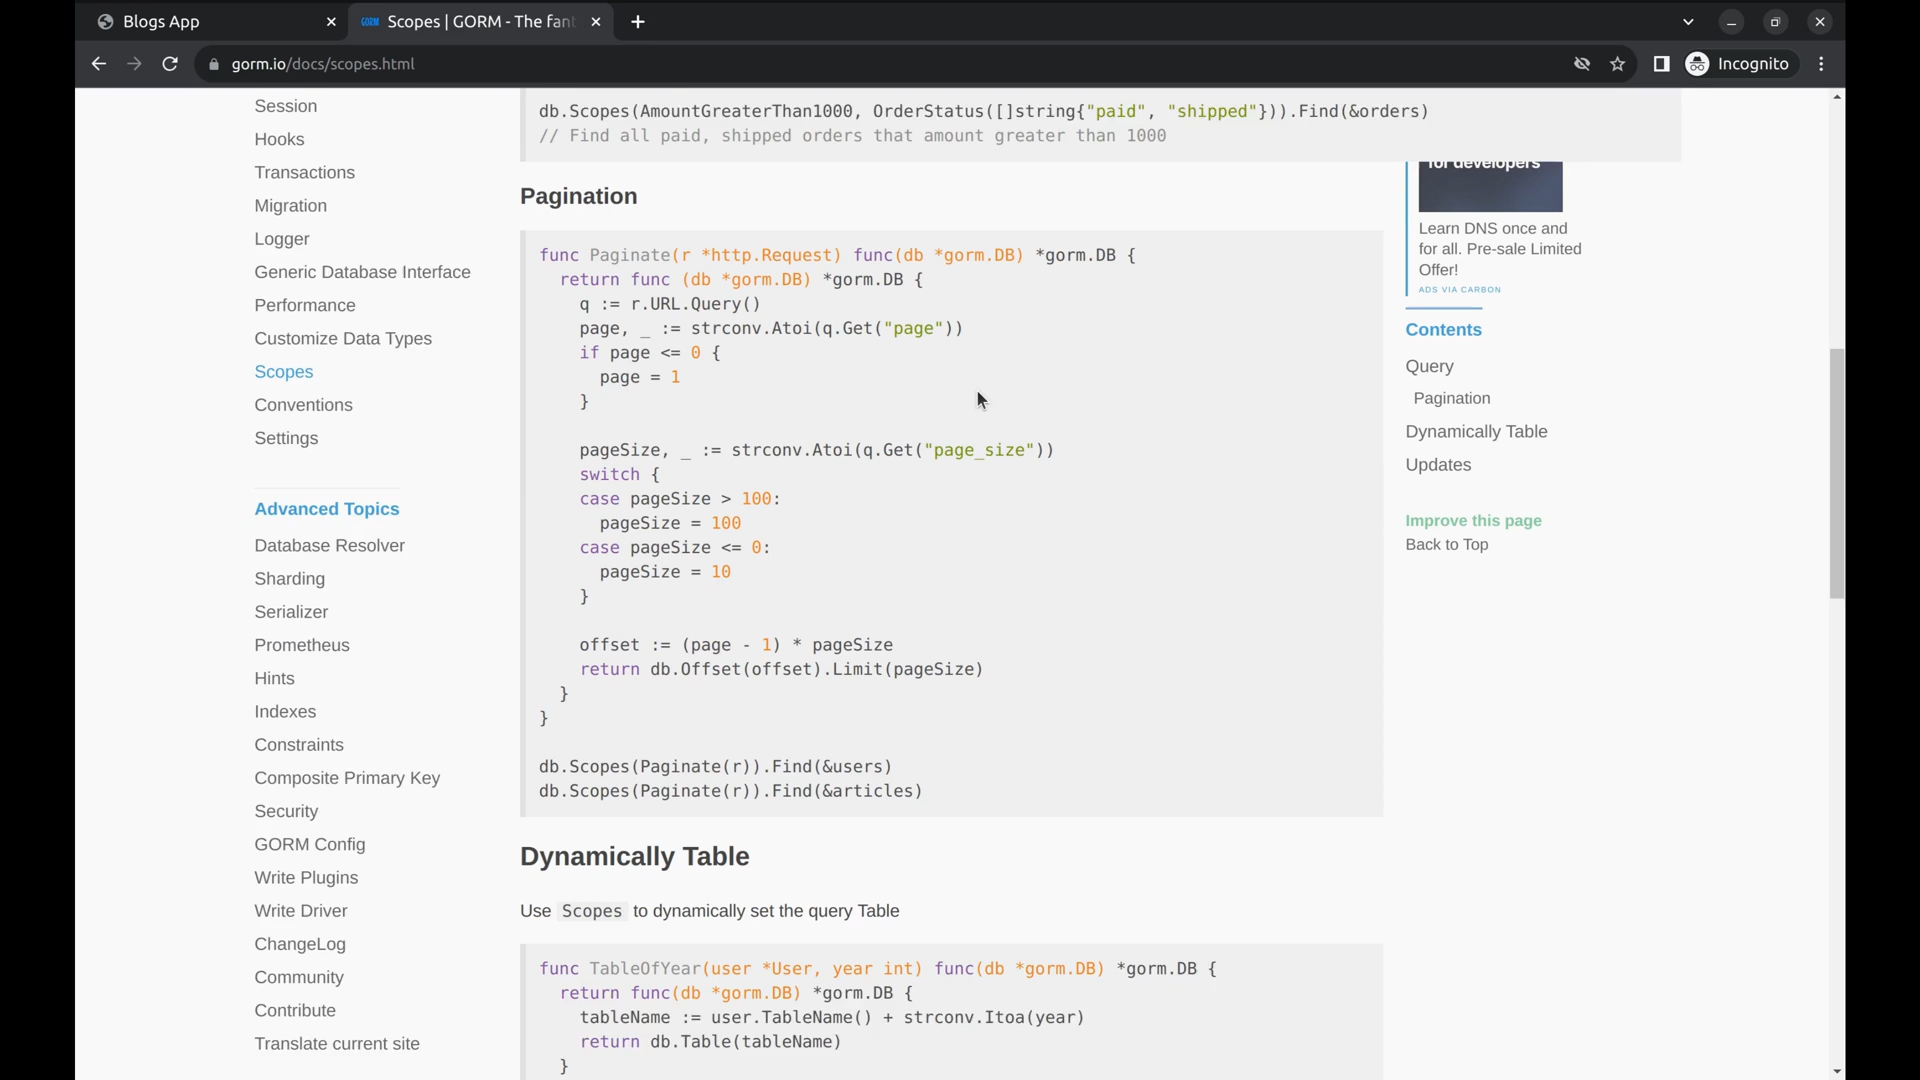 Blogs App
Scopes | GORM - The fant
gorm.io/docs/scopes.html
Incognito
Session
Hooks
Transactions
Migration
Logger
Generic Database Interface
Performance
Customize Data Types
Scopes
Conventions
Settings
Advanced Topics
Database Resolver
Sharding
Serializer
Prometheus
Hints
Indexes
Constraints
Composite Primary Key
Security
GORM Config
Write Plugins
Write Driver
ChangeLog
Community
Contribute
Translate current site
db.Scopes(AmountGreaterThan1000, OrderStatus([]string{"paid", "shipped"})).Find(&orders)
// Find all paid, shipped orders that amount greater than 1000
Pagination
func Paginate(r *http.Request) func(db *gorm.DB) *gorm.DB {
  return func (db *gorm.DB) *gorm.DB {
    q := r.URL.Query()
    page, _ := strconv.Atoi(q.Get("page"))
    if page <= 0 {
      page = 1
    }
    pageSize, _ := strconv.Atoi(q.Get("page_size"))
    switch {
    case pageSize > 100:
      pageSize = 100
    case pageSize <= 0:
      pageSize = 10
    }
    offset := (page - 1) * pageSize
    return db.Offset(offset).Limit(pageSize)
  }
}
db.Scopes(Paginate(r)).Find(&users)
db.Scopes(Paginate(r)).Find(&articles)
Dynamically Table
Use Scopes to dynamically set the query Table
func TableOfYear(user *User, year int) func(db *gorm.DB) *gorm.DB {
  return func(db *gorm.DB) *gorm.DB {
    tableName := user.TableName() + strconv.Itoa(year)
    return db.Table(tableName)
  }
for developers
Learn DNS once and
for all. Pre-sale Limited
Offer!
ADS VIA CARBON
Contents
Query
Pagination
Dynamically Table
Updates
Improve this page
Back to Top